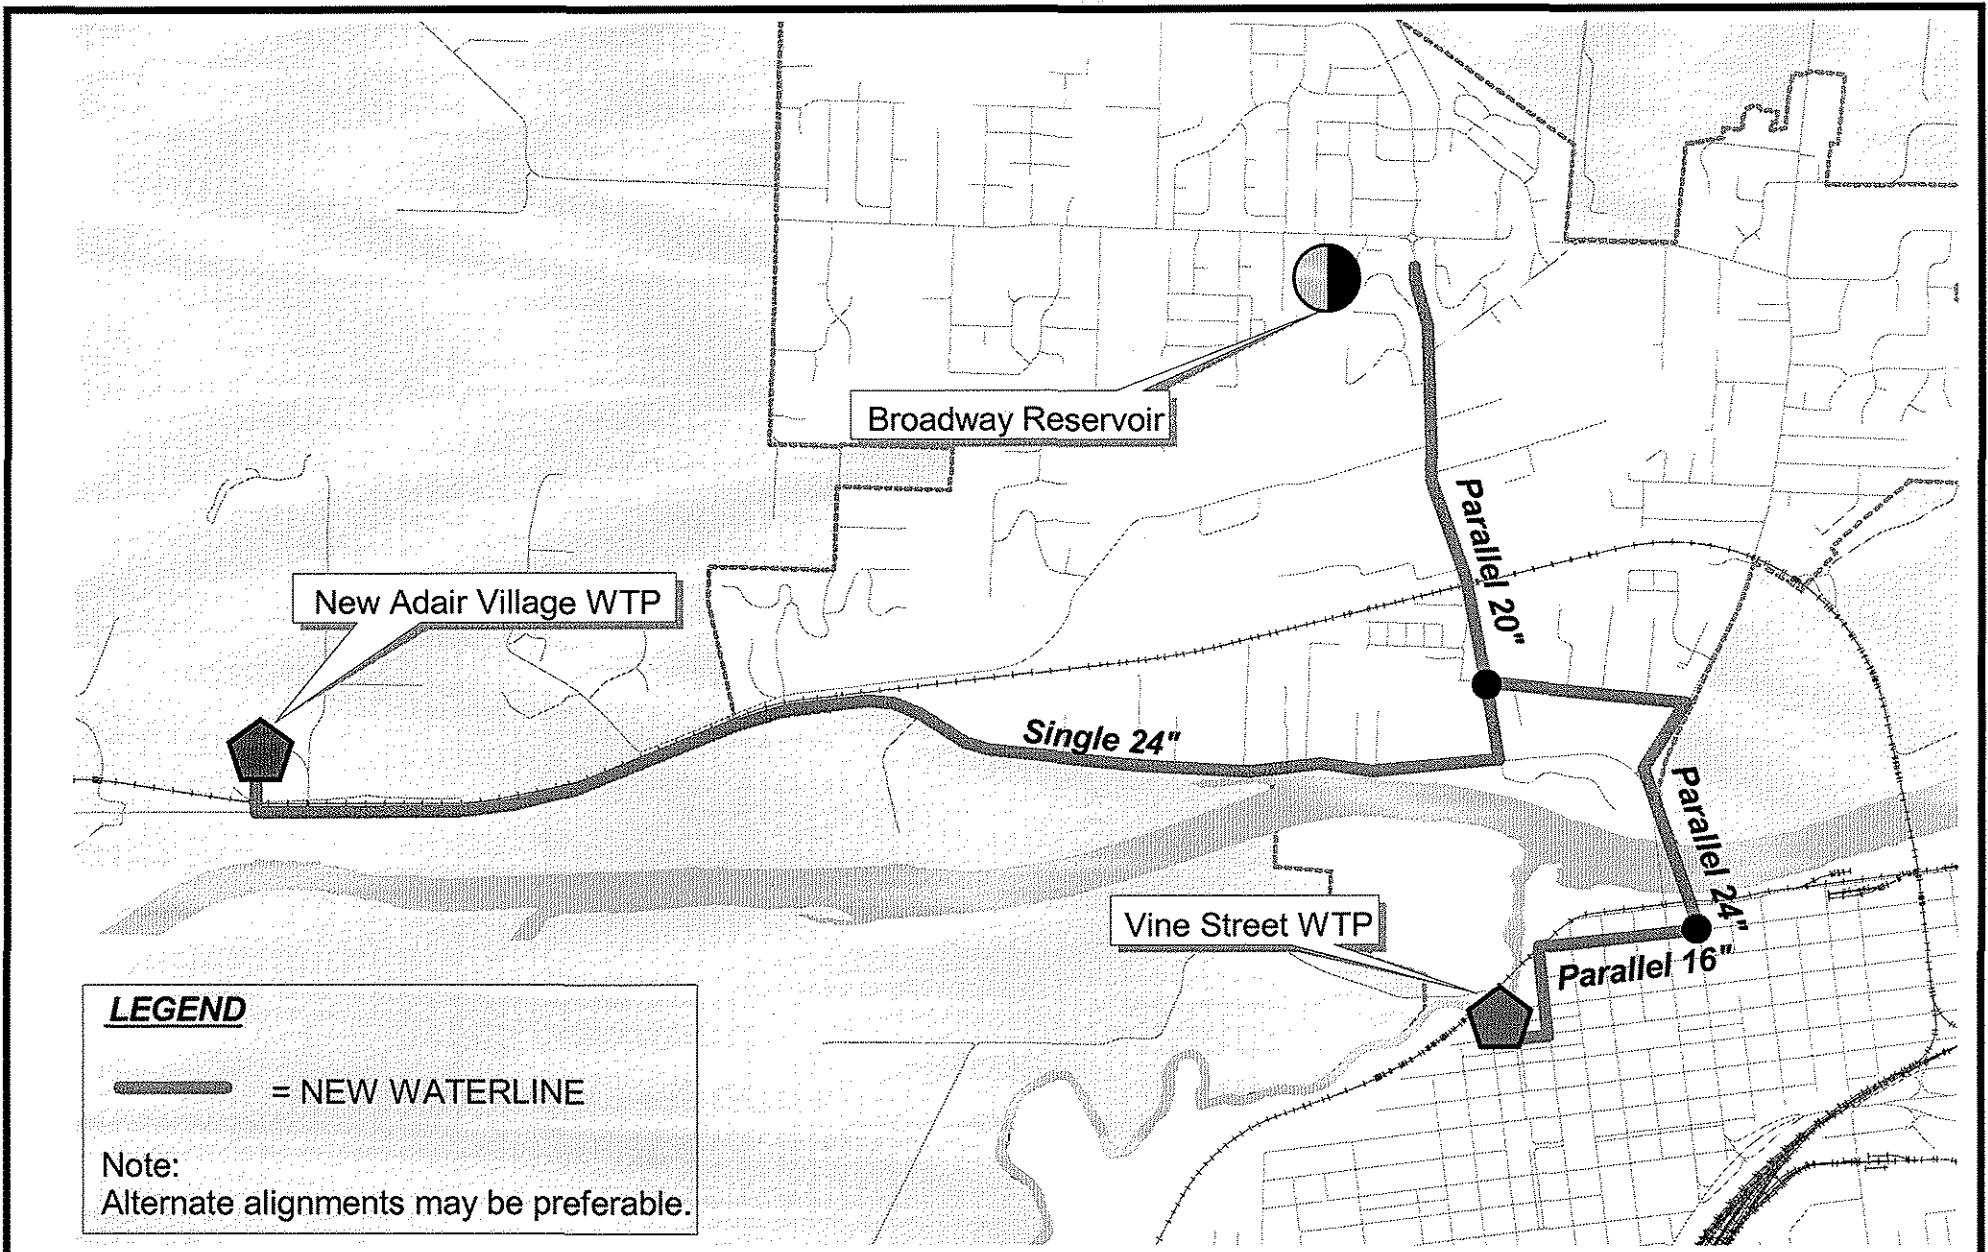 Broadway Reservoir
Parallel 20"
New Adair Village WTP
Single 24"
Parallel 24"
Vine Street WTP
Parallel 16"
LEGEND
= NEW WATERLINE
Note:
Alternate alignments may be preferable.